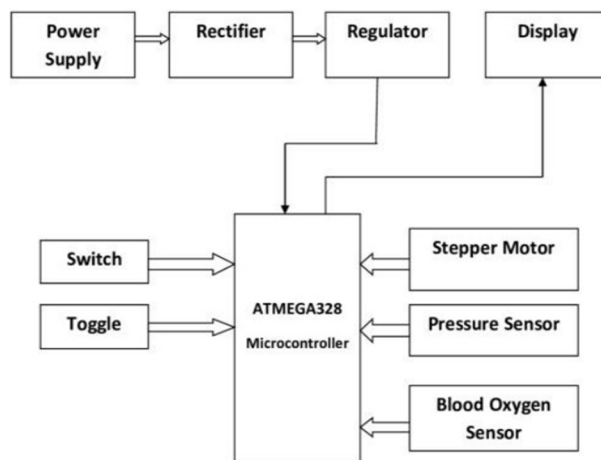 Power
Supply
Rectifier
Regulator
Display
Switch
Toggle
ATMEGA328
Microcontroller
Stepper Motor
Pressure Sensor
Blood Oxygen
Sensor